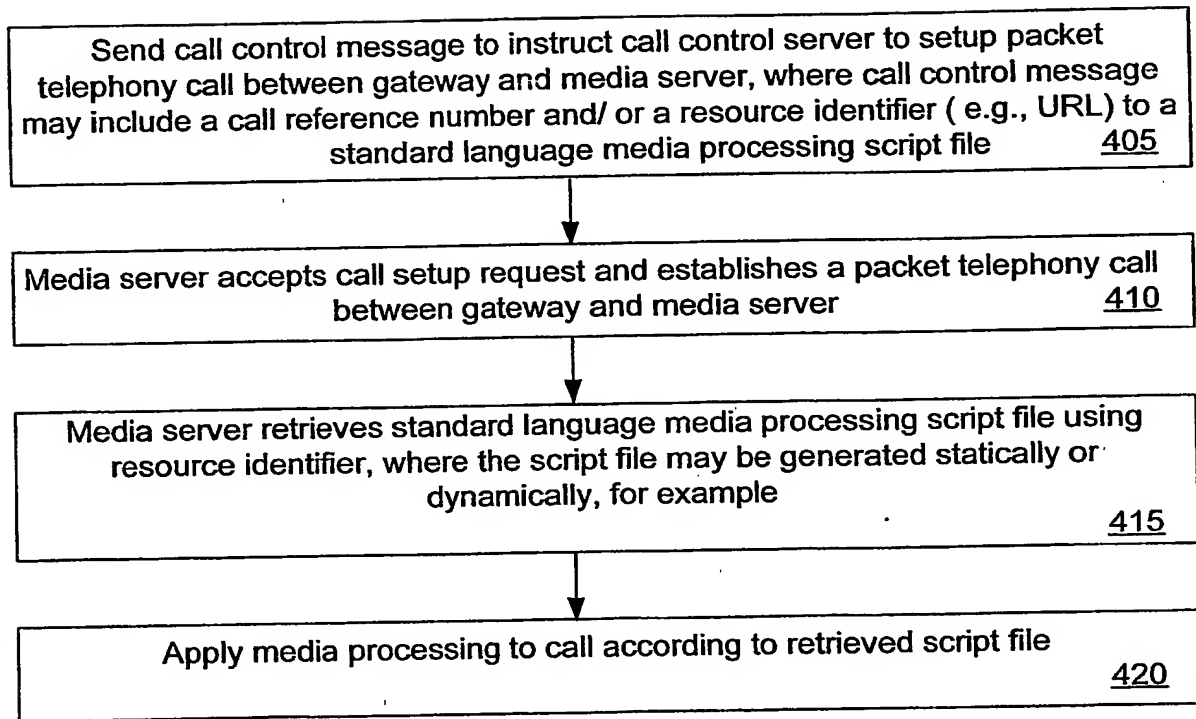 Send call control message to instruct call control server to setup packet
telephony call between gateway and media server, where call control message
may include a call reference number and/ or a resource identifier ( e.g., URL) to a
standard language media processing script file 405
Media server accepts call setup request and establishes a packet telephony call
between gateway and media server 410
Media server retrieves standard language media processing script file using
resource identifier, where the script file may be generated statically or
dynamically, for example
415
Apply media processing to call according to retrieved script file
420